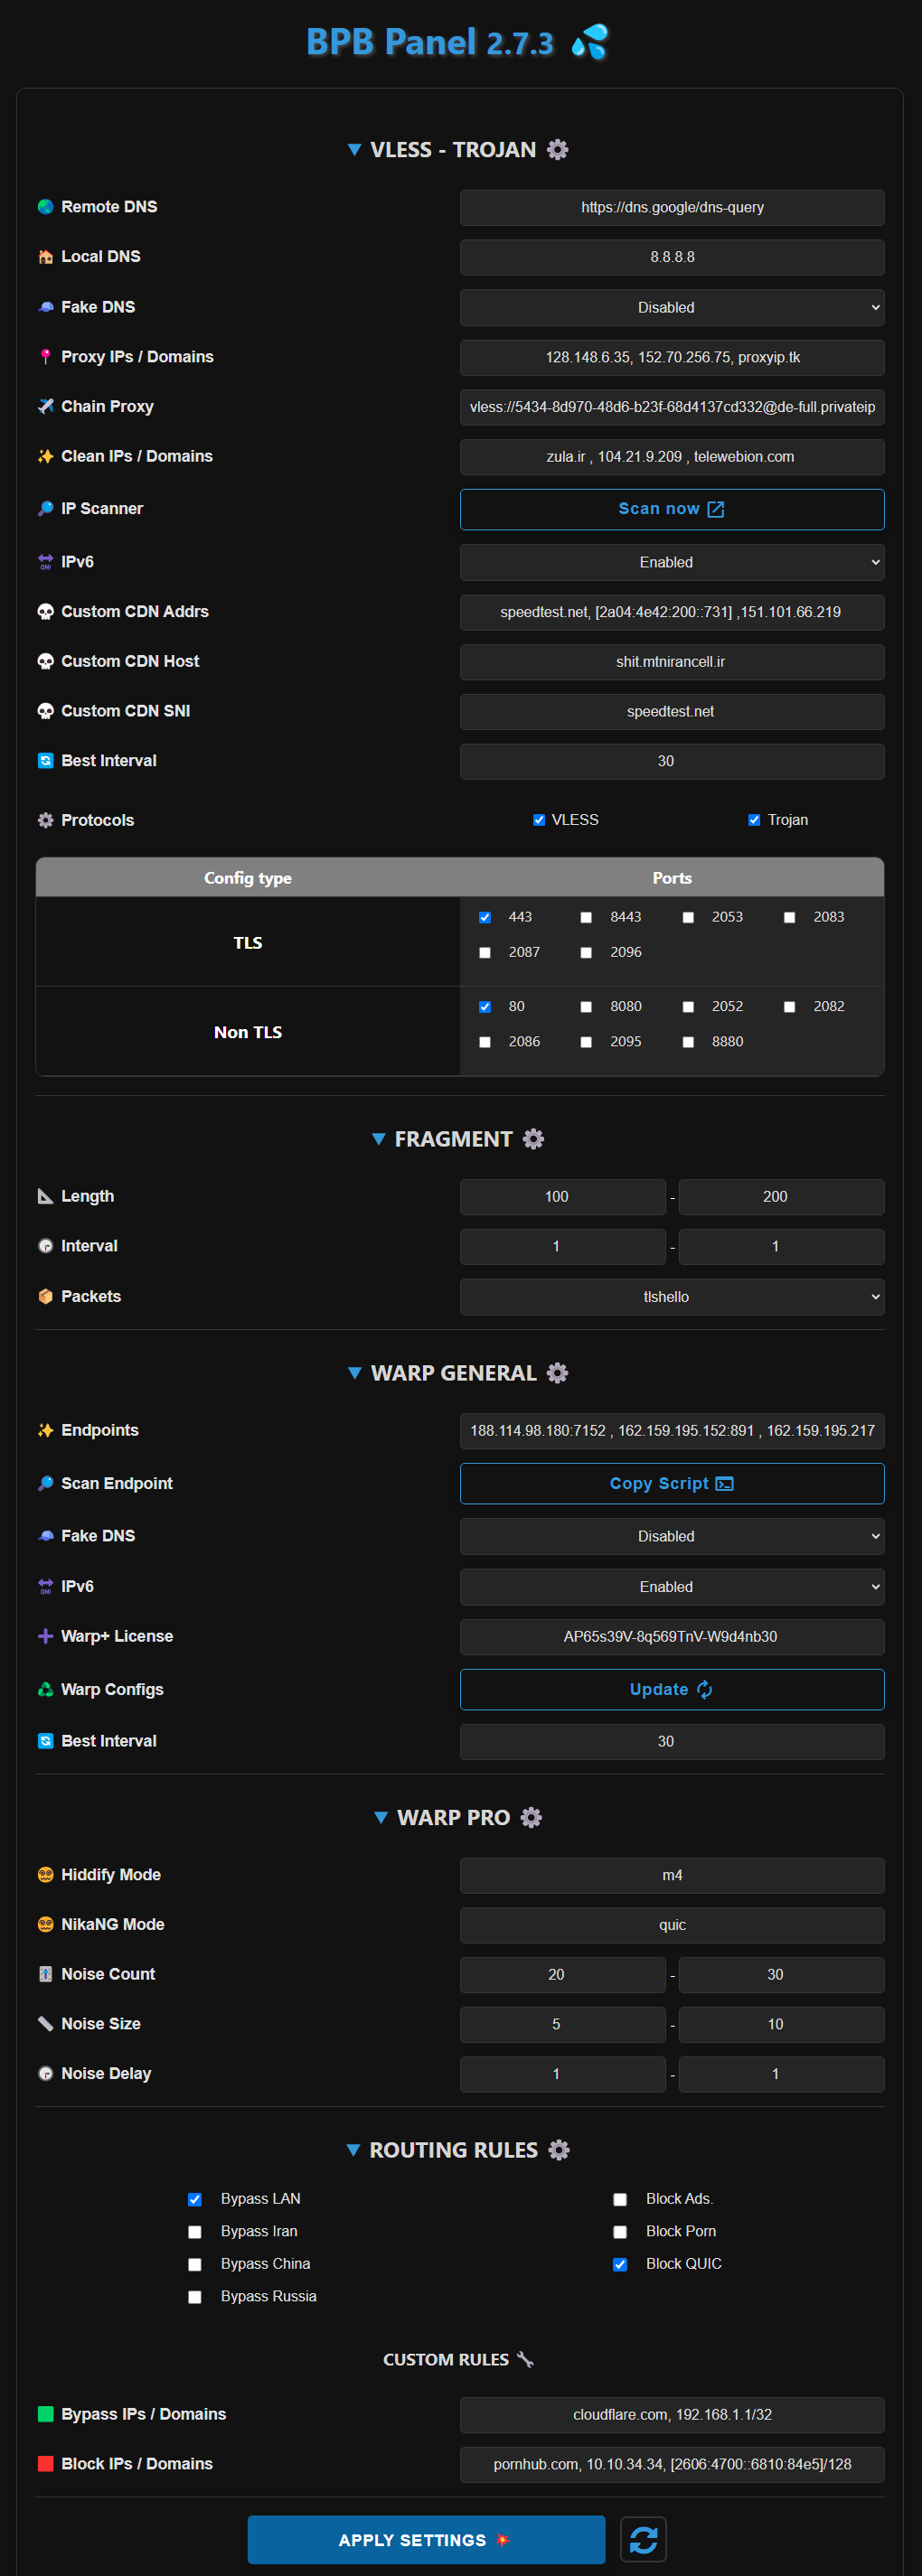 BPB Panel 2.7.3
VLESS - TROJAN
Remote DNS https://dns.google/dns-query
Local DNS 8.8.8.8
Fake DNS Disabled
Proxy IPs / Domains 128.148.6.35, 152.70.256.75, proxyip.tk
Chain Proxy vless://5434-8d970-48d6-b23f-68d4137cd332@de-full.privateip
Clean IPs / Domains zula.ir , 104.21.9.209 , telewebion.com
IP Scanner Scan now
IPv6 Enabled
Custom CDN Addrs speedtest.net, [2a04:4e42:200::731] ,151.101.66.219
Custom CDN Host shit.mtnirancell.ir
Custom CDN SNI speedtest.net
Best Interval 30
Protocols VLESS Trojan
Config type Ports
TLS
443 8443 2053 2083
2087 2096
Non TLS
80 8080 2052 2082
2086 2095 8880
FRAGMENT
Length 100 - 200
Interval 1 - 1
Packets tlshello
WARP GENERAL
Endpoints 188.114.98.180:7152 , 162.159.195.152:891 , 162.159.195.217
Scan Endpoint Copy Script
Fake DNS Disabled
IPv6 Enabled
Warp+ License AP65s39V-8q569TnV-W9d4nb30
Warp Configs Update
Best Interval 30
WARP PRO
Hiddify Mode m4
NikaNG Mode quic
Noise Count 20 - 30
Noise Size 5 - 10
Noise Delay 1 - 1
ROUTING RULES
Bypass LAN Block Ads.
Bypass Iran Block Porn
Bypass China Block QUIC
Bypass Russia
CUSTOM RULES
Bypass IPs / Domains cloudflare.com, 192.168.1.1/32
Block IPs / Domains pornhub.com, 10.10.34.34, [2606:4700::6810:84e5]/128
APPLY SETTINGS